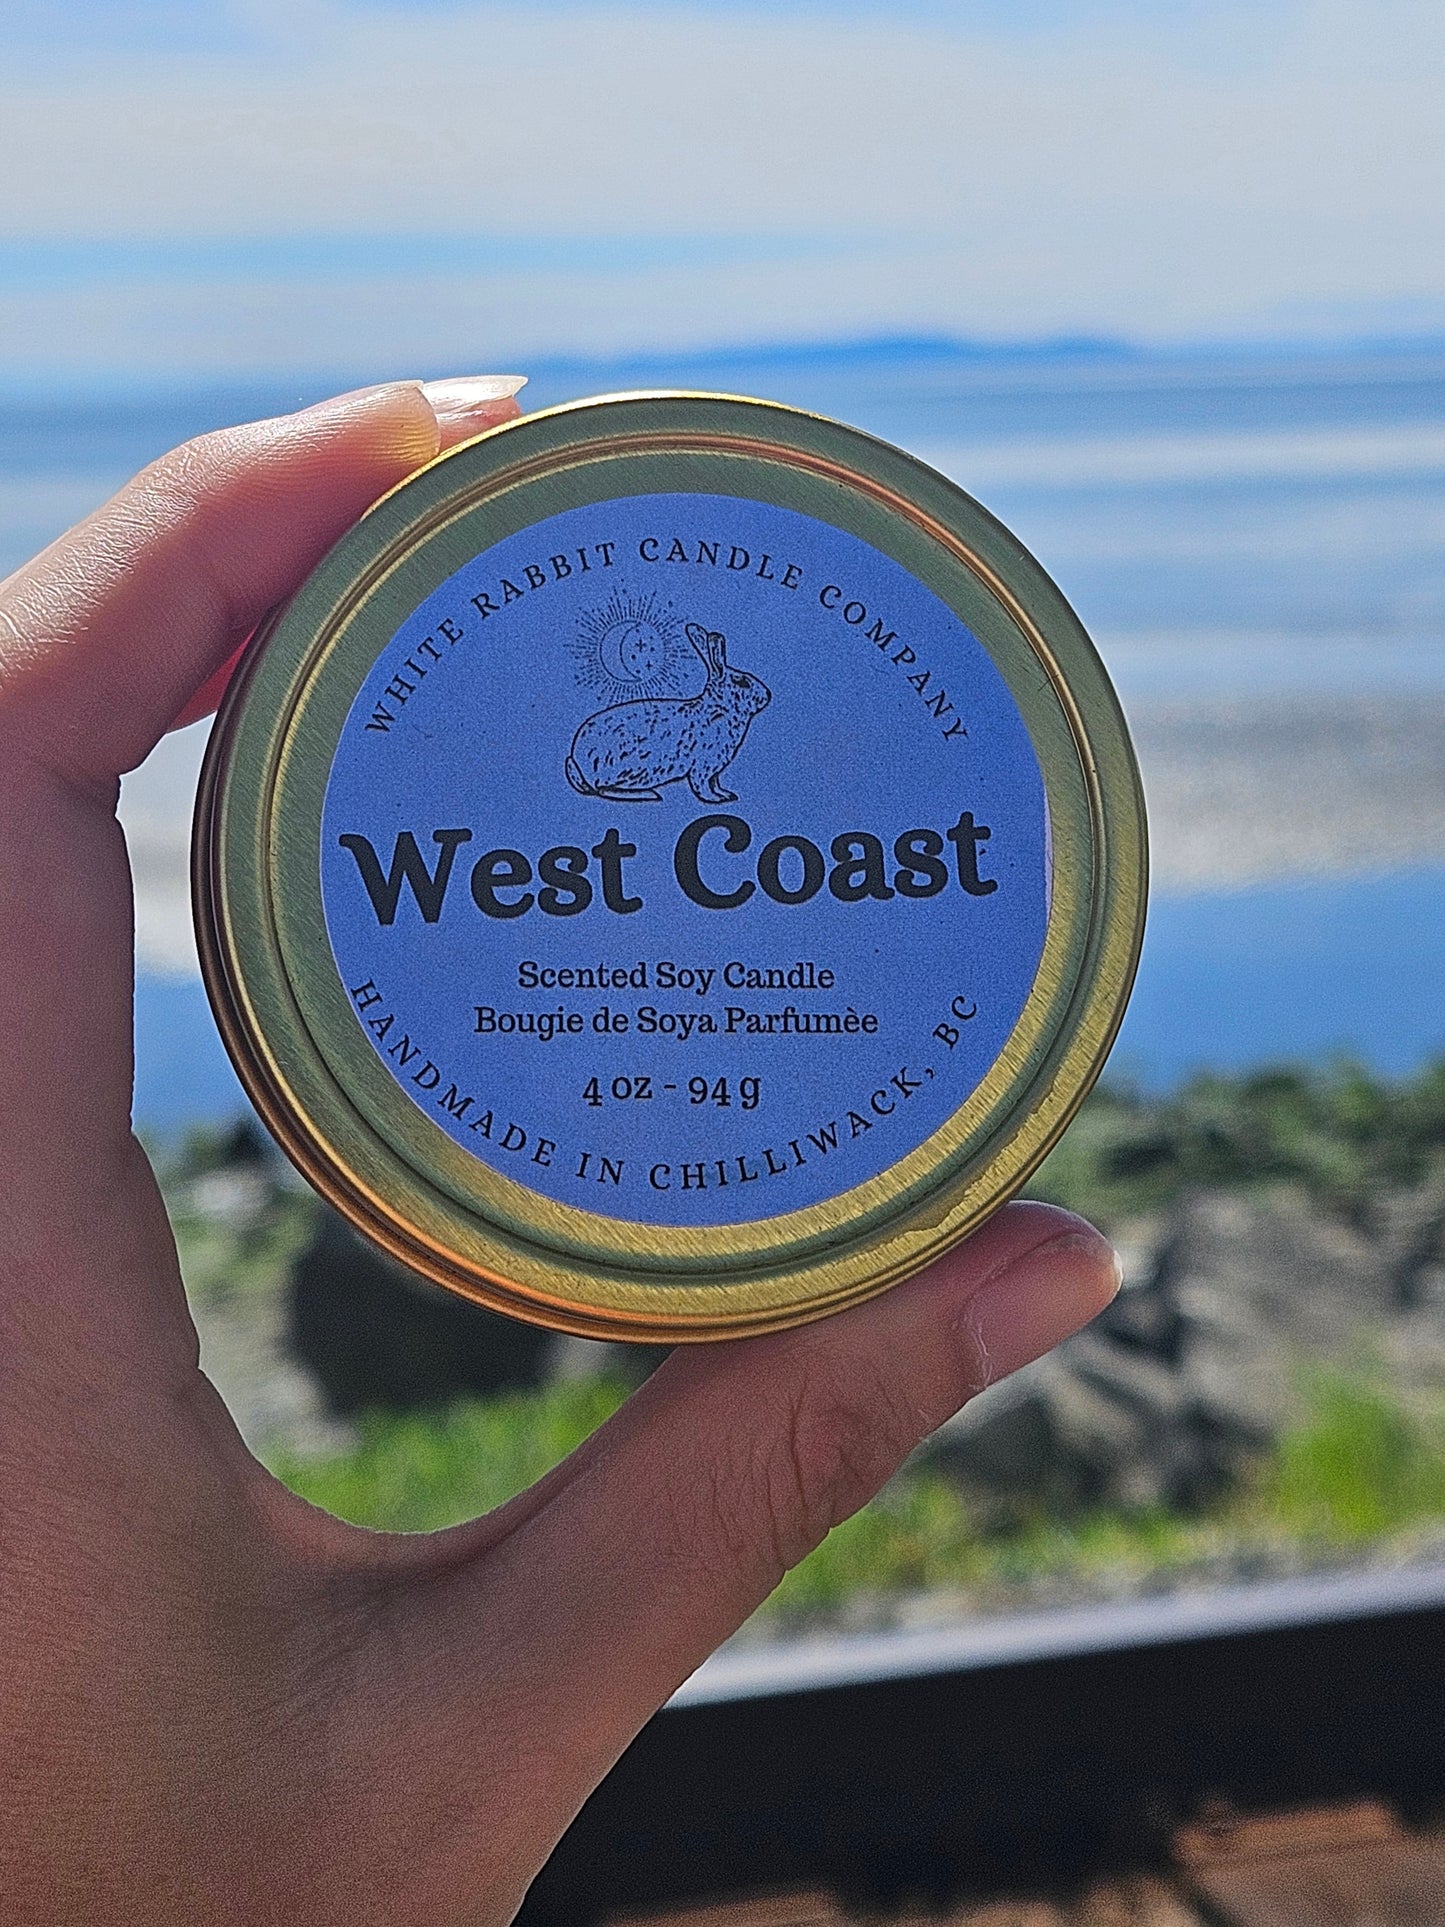 WHITE RABBIT CANDLE COMPANY
West Coast
Scented Soy Candle
Bougie de Soya Parfumèe
4 oz - 94 g
HANDMADE IN CHILLIWACK, BC